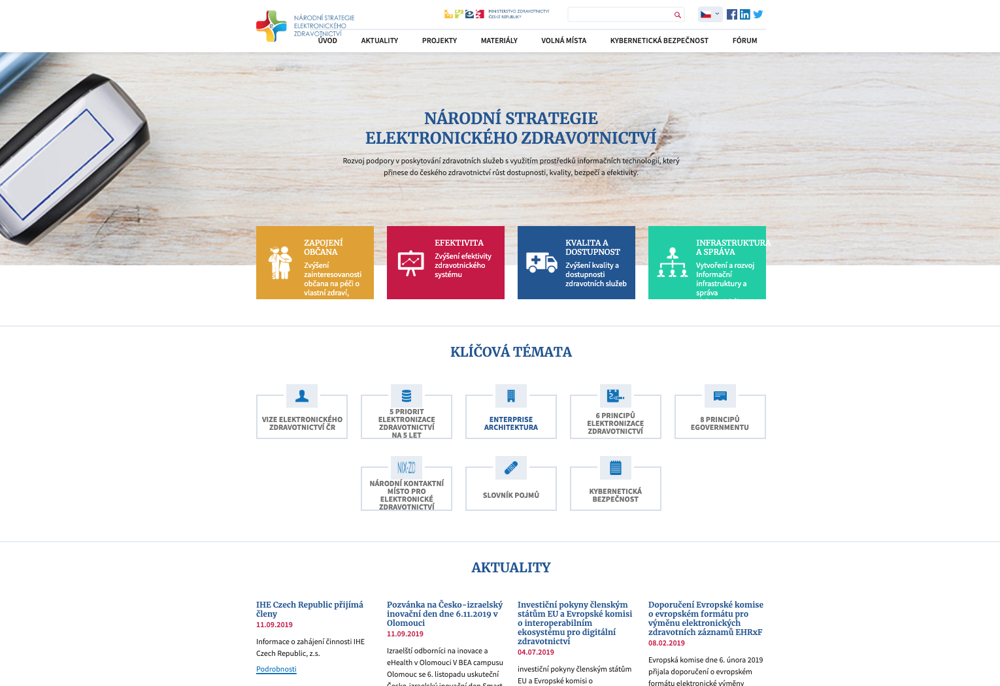 NÁRODNÍ STRATEGIE
ELEKTRONICKÉHO
ZDRAVOTNICTVÍ
MINISTERSTVO ZDRAVOTNICTVÍ
ČESKÉ REPUBLIKY
ÚVOD
AKTUALITY
PROJEKTY
MATERIÁLY
VOLNÁ MÍSTA
KYBERNETICKÁ BEZPEČNOST
FÓRUM
NÁRODNÍ STRATEGIE
ELEKTRONICKÉHO ZDRAVOTNICTVÍ
Rozvoj podpory v poskytování zdravotních služeb s využitím prostředků informačních technologií, který
přinese do českého zdravotnictví růst dostupnosti, kvality, bezpečí a efektivity.
ZAPOJENÍ
OBČANA
Zvýšení
zainteresovanosti
občana na péči o
vlastní zdraví,
EFEKTIVITA
Zvýšení efektivity
zdravotnického
systému
KVALITA A
DOSTUPNOST
Zvýšení kvality a
dostupnosti
zdravotních služeb
INFRASTRUKTURA
A SPRÁVA
Vytvoření a rozvoj
Informační
infrastruktury a
správa
KLÍČOVÁ TÉMATA
VIZE ELEKTRONICKÉHO
ZDRAVOTNICTVÍ ČR
5 PRIORIT
ELEKTRONIZACE
ZDRAVOTNICTVÍ
NA 5 LET
ENTERPRISE
ARCHITEKTURA
6 PRINCIPŮ
ELEKTRONIZACE
ZDRAVOTNICTVÍ
8 PRINCIPŮ
EGOVERNMENTU
NIX-ZD
NÁRODNÍ KONTAKTNÍ
MÍSTO PRO
ELEKTRONICKÉ
ZDRAVOTNICTVÍ
SLOVNÍK POJMŮ
KYBERNETICKÁ
BEZPEČNOST
AKTUALITY
IHE Czech Republic přijímá
členy
11.09.2019
Informace o zahájení činnosti IHE
Czech Republic, z.s.
Podrobnosti
Pozvánka na Česko-izraelský
inovační den dne 6.11.2019 v
Olomouci
11.09.2019
Izraelští odborníci na inovace a
eHealth v Olomouci V BEA campusu
Olomouc se 6. listopadu uskuteční
Česko-izraelský inovační den Smart
Investiční pokyny členským
státům EU a Evropské komisi
o interoperabilním
ekosystému pro digitální
zdravotnictví
04.07.2019
investiční pokyny členským státům
EU a Evropské komisi o
Doporučení Evropské komise
o evropském formátu pro
výměnu elektronických
zdravotních záznamů EHRxF
08.02.2019
Evropská komise dne 6. února 2019
přijala doporučení o evropském
formátu elektronické výměny